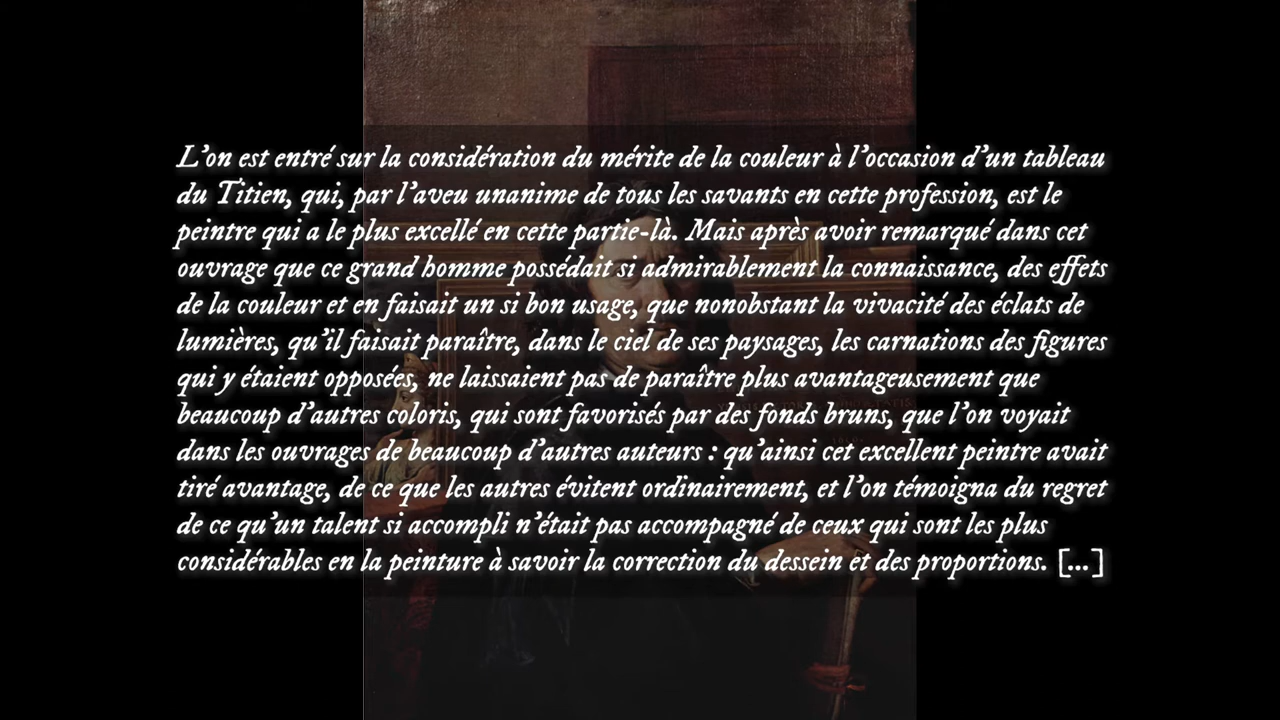 L'on est entré sur la considération du mérite de la couleur à l'occasion d'un tableau
du Titien, qui, par l'aveu unanime de tous les savants en cette profession, est le
peintre qui a le plus excellé en cette partie-là. Mais après avoir remarqué dans cet
ouvrage que ce grand homme possédait si admirablement la connaissance, des effets
de la couleur et en faisait un si bon usage, que nonobstant la vivacité des éclats de
lumières, qu'il faisait paraître, dans le ciel de ses paysages, les carnations des figures
qui y étaient opposées, ne laissaient pas de paraître plus avantageusement que
beaucoup d'autres coloris, qui sont favorisés par des fonds bruns, que l'on voyait
dans les ouvrages de beaucoup d'autres auteurs : qu'ainsi cet excellent peintre avait
tiré avantage, de ce que les autres évitent ordinairement, et l'on témoigna du regret
de ce qu'un talent si accompli n'était pas accompagné de ceux qui sont les plus
considérables en la peinture à savoir la correction du dessein et des proportions. [...]